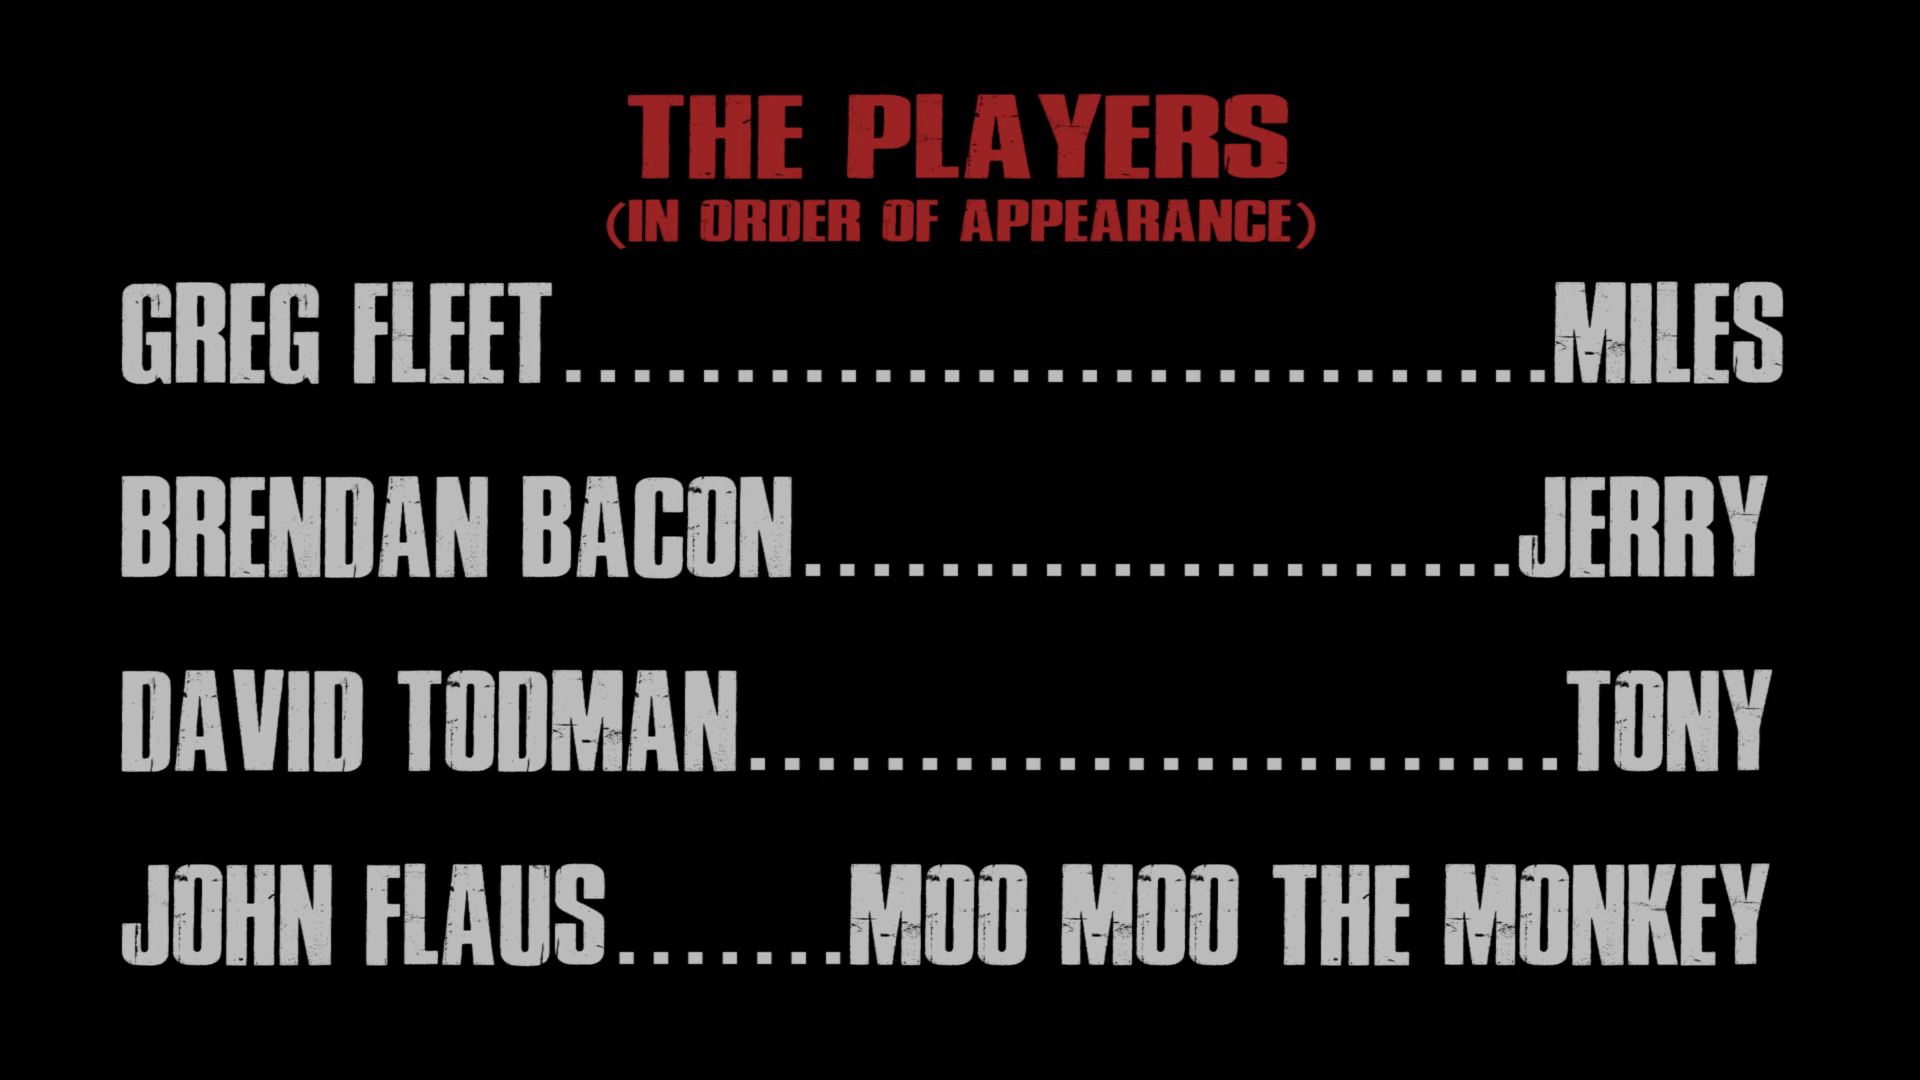 THE PLAYERS
(IN ORDER OF APPEARANCE)
GREG FLEET.............................MILES
BRENDAN BACON.....................JERRY
DAVID TODMAN........................TONY
JOHN FLAUS.......MOO MOO THE MONKEY